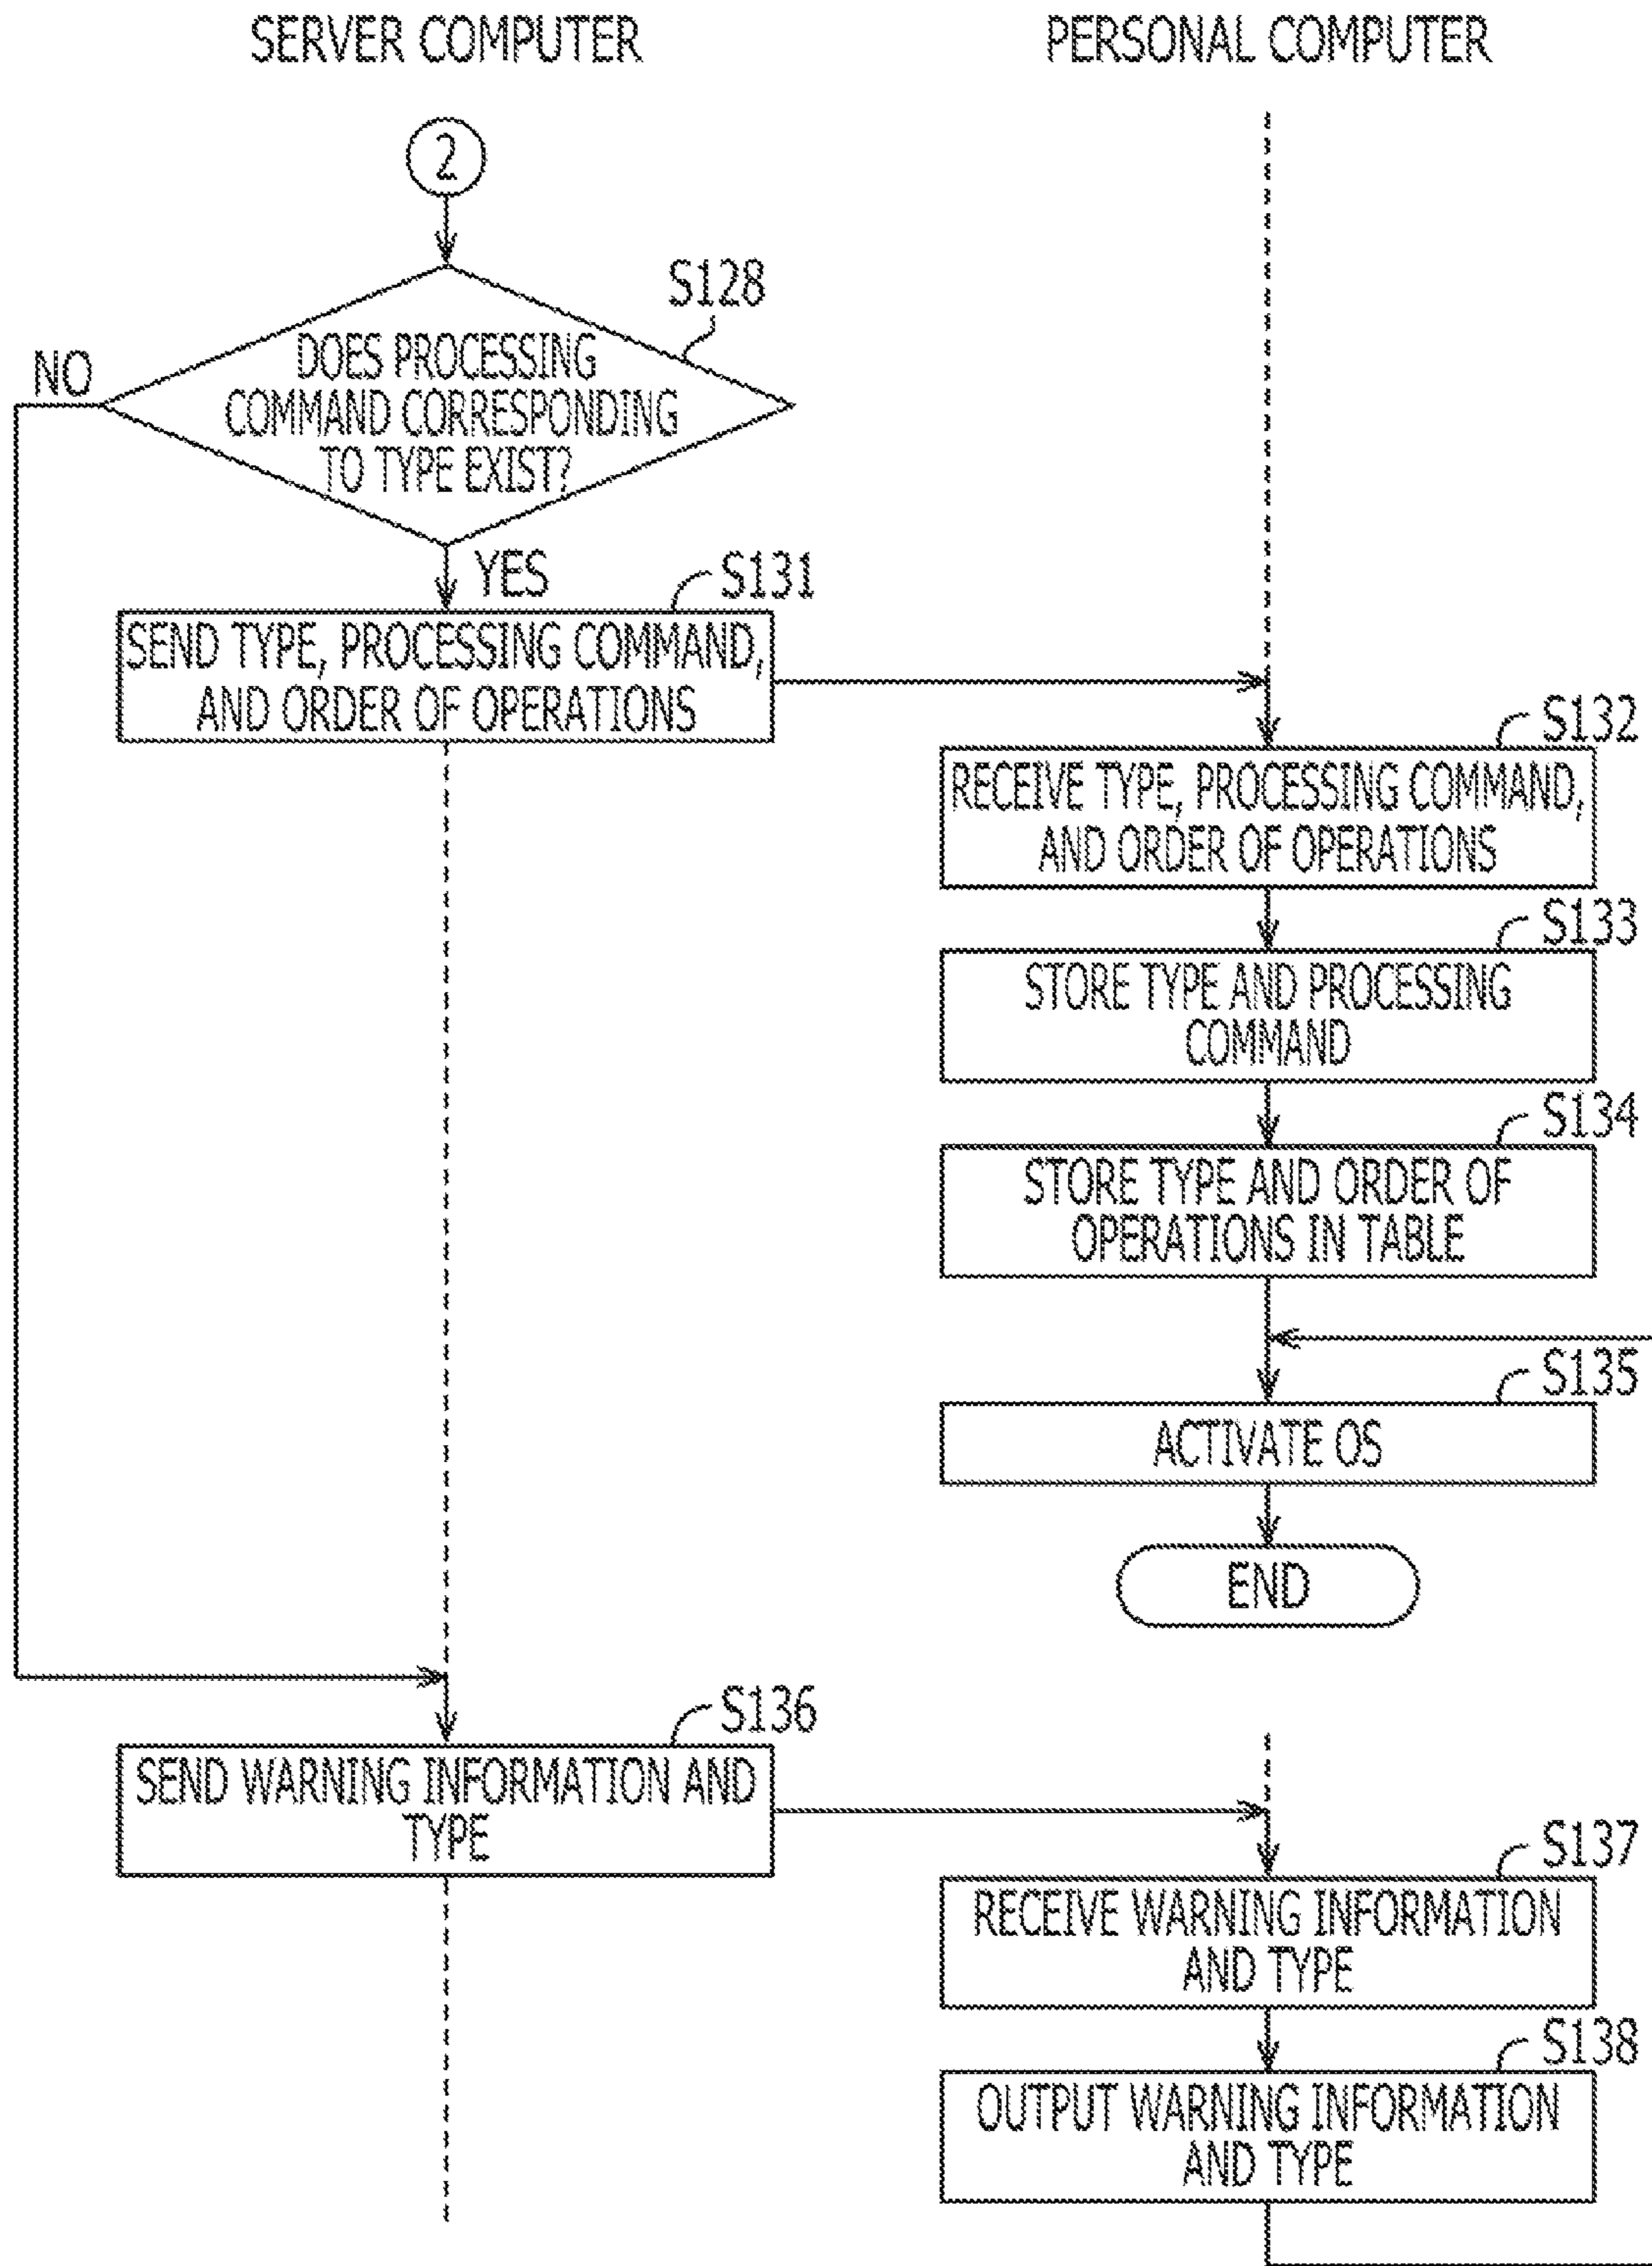 SERVER COMPUTER
PERSONAL COMPUTER
2
S128
DOES PROCESSING
COMMAND CORRESPONDING
TO TYPE EXIST?
NO
YES
S131
SEND TYPE, PROCESSING COMMAND,
AND ORDER OF OPERATIONS
S132
RECEIVE TYPE, PROCESSING COMMAND,
AND ORDER OF OPERATIONS
S133
STORE TYPE AND PROCESSING
COMMAND
S134
STORE TYPE AND ORDER OF
OPERATIONS IN TABLE
S135
ACTIVATE OS
END
S136
SEND WARNING INFORMATION AND
TYPE
S137
RECEIVE WARNING INFORMATION
AND TYPE
S138
OUTPUT WARNING INFORMATION
AND TYPE